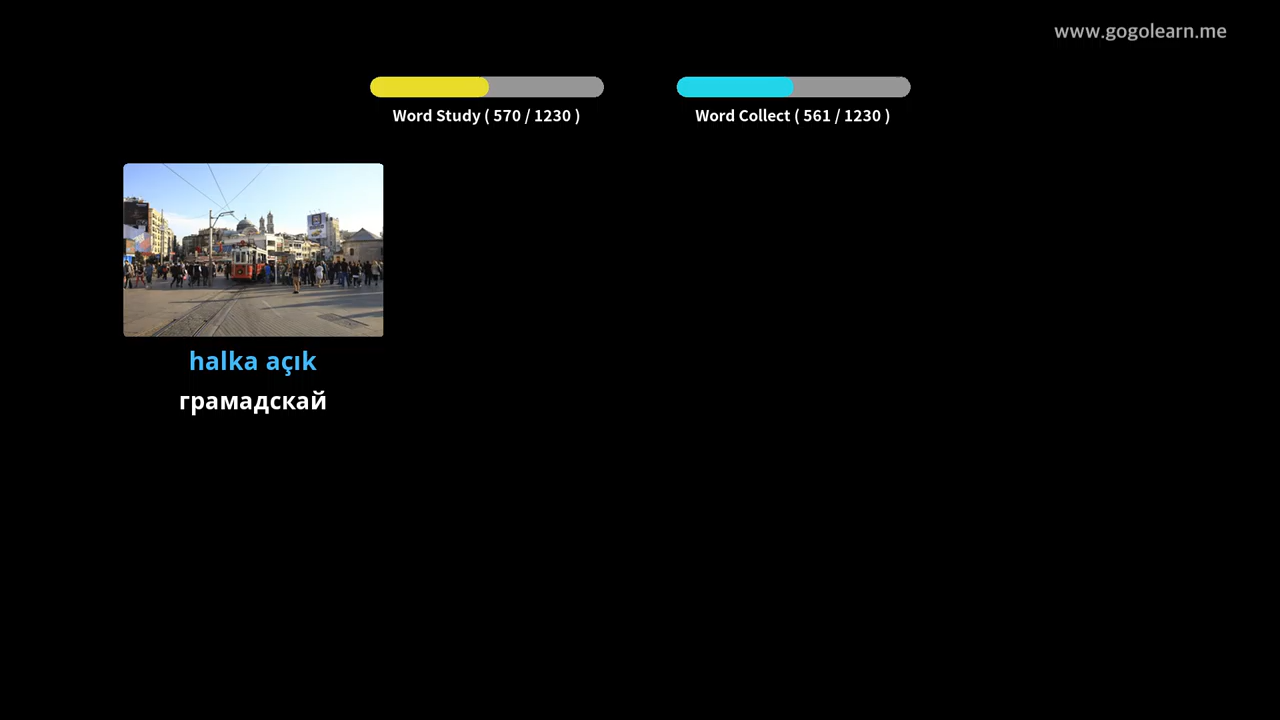 www.gogolearn.me
Word Study ( 570 / 1230 )
Word Collect ( 561 / 1230 )
halka açık
грамадскай